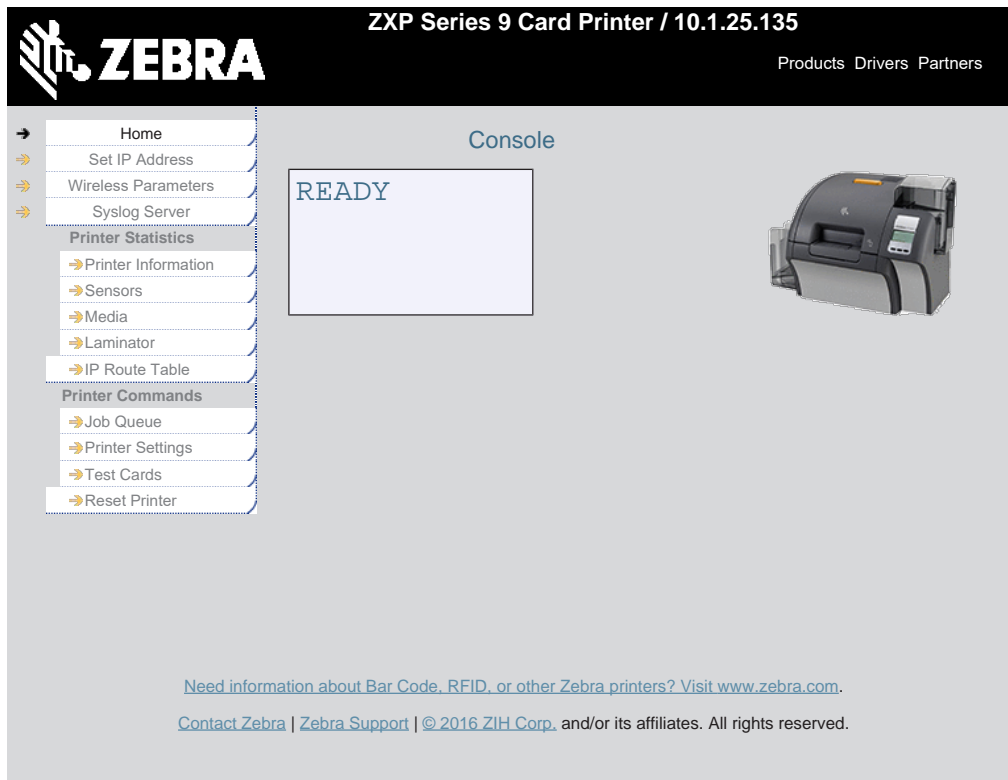 ZXP Series 9 Card Printer / 10.1.25.135
ZEBRA
Products Drivers Partners
Home
Set IP Address
Wireless Parameters
Syslog Server
Printer Statistics
Printer Information
Sensors
Media
Laminator
IP Route Table
Printer Commands
Job Queue
Printer Settings
Test Cards
Reset Printer
Console
READY
Need information about Bar Code, RFID, or other Zebra printers? Visit www.zebra.com.
Contact Zebra | Zebra Support | © 2016 ZIH Corp. and/or its affiliates. All rights reserved.